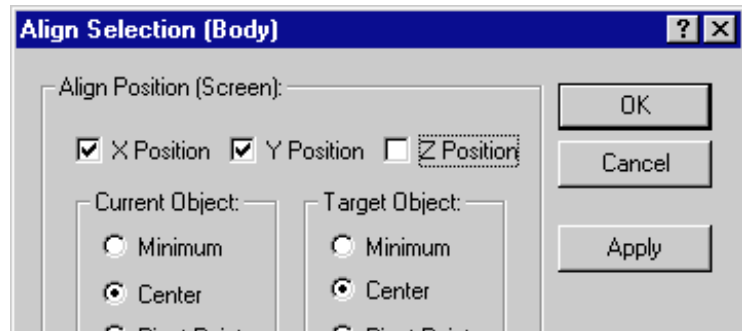 Align Selection (Body)
Align Position (Screen):
OK
X Position Y Position Z Position
Cancel
Current Object: Target Object:
Minimum Minimum Apply
Center Center